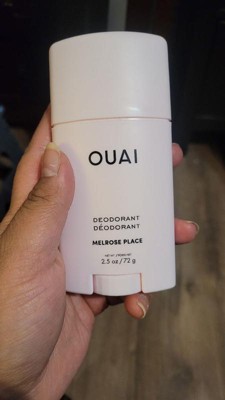 OUAI
DEODORANT
DÉODORANT
MELROSE PLACE
2.5 oz / 72 g